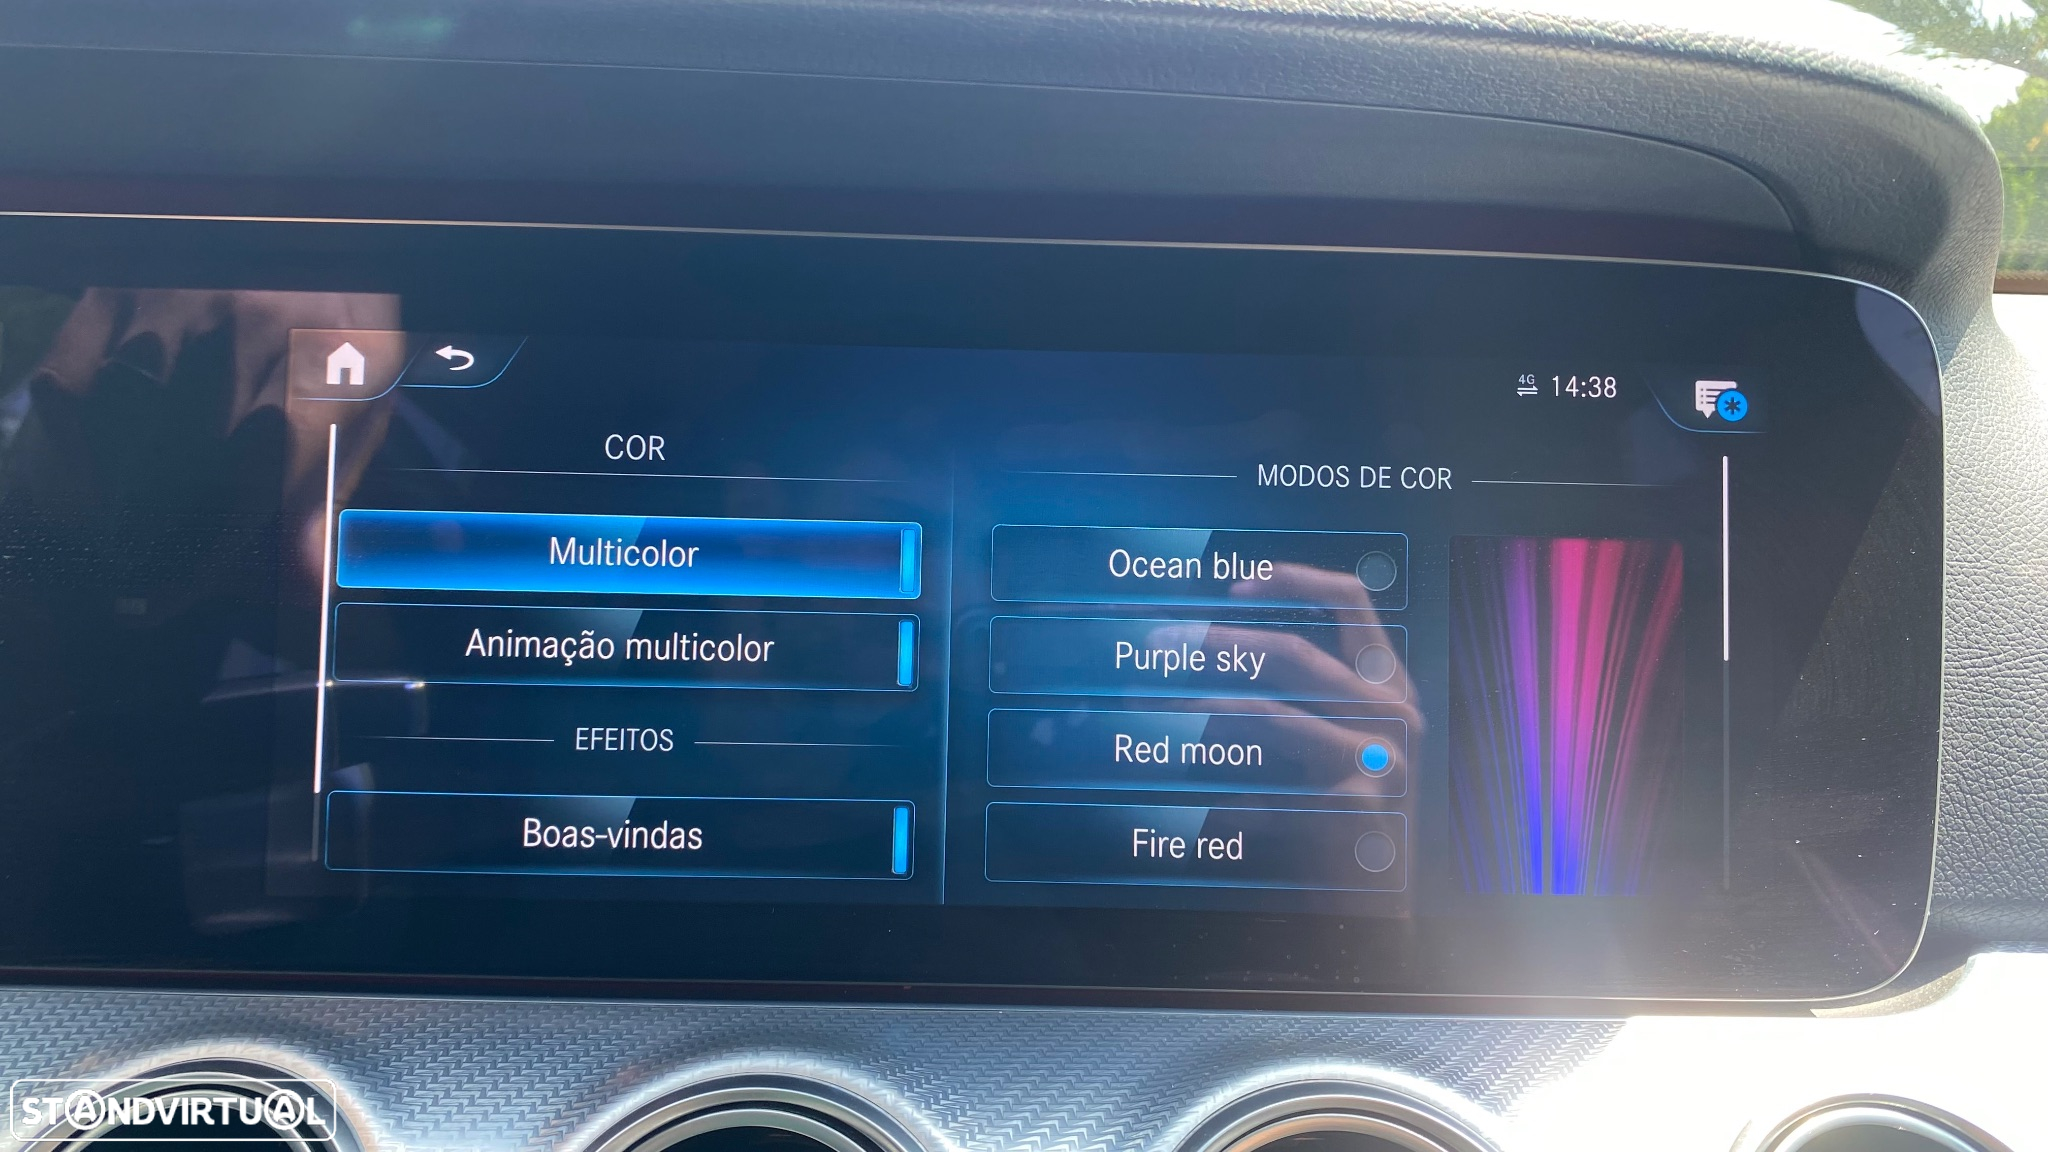 4G 14:38
COR
Multicolor
Animação multicolor
EFEITOS
Boas-vindas
MODOS DE COR
Ocean blue
Purple sky
Red moon
Fire red
STANDVIRTUAL